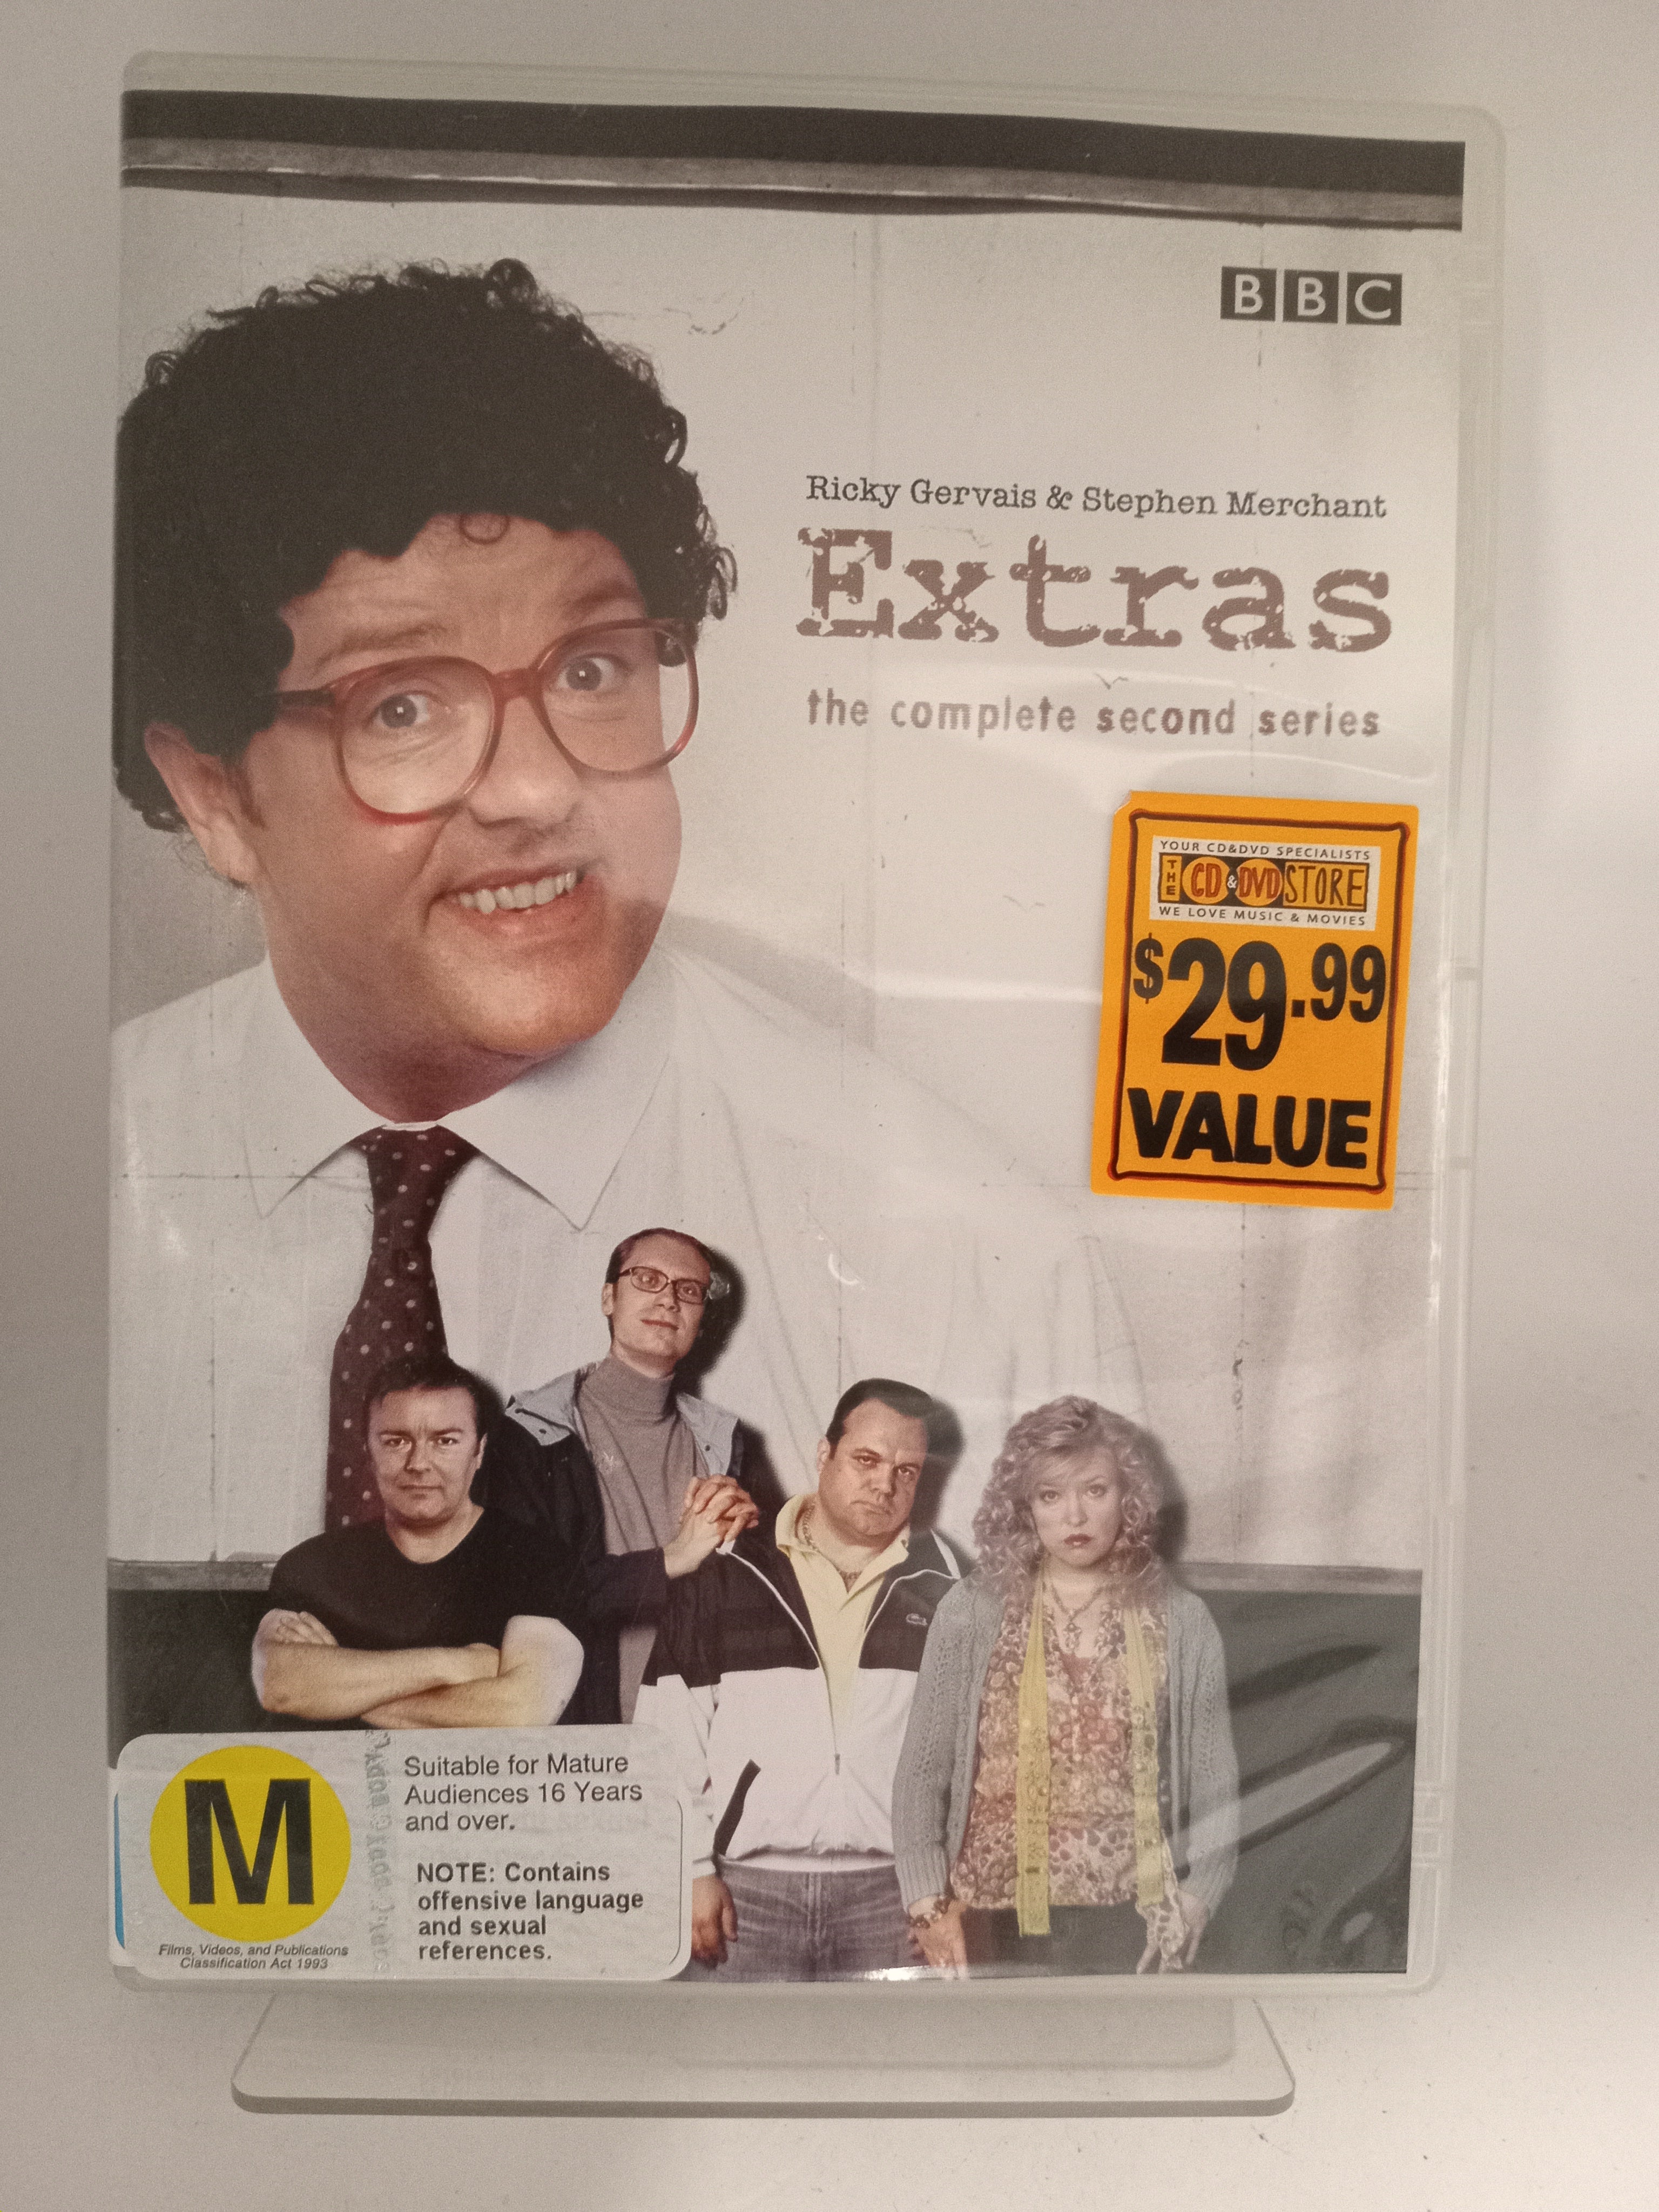 BBC
Ricky Gervais & Stephen Merchant
Extras
the complete second series
YOUR CD&DVD SPECIALISTS
THE CD & DVD STORE
WE LOVE MUSIC & MOVIES
$29.99
VALUE
M
Films, Videos, and Publications
Classification Act 1993
Suitable for Mature
Audiences 16 Years
and over.
NOTE: Contains
offensive language
and sexual
references.